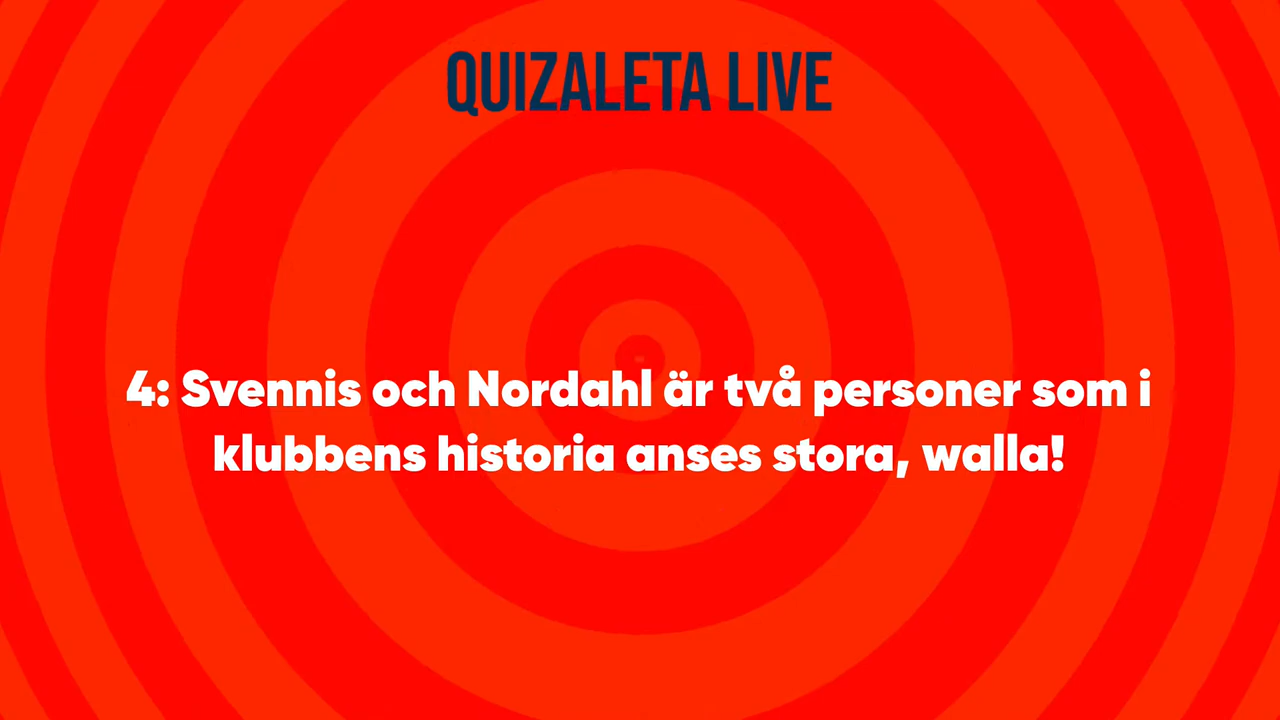 QUIZALETA LIVE
4: Svennis och Nordahl är två personer som i
klubbens historia anses stora, walla!